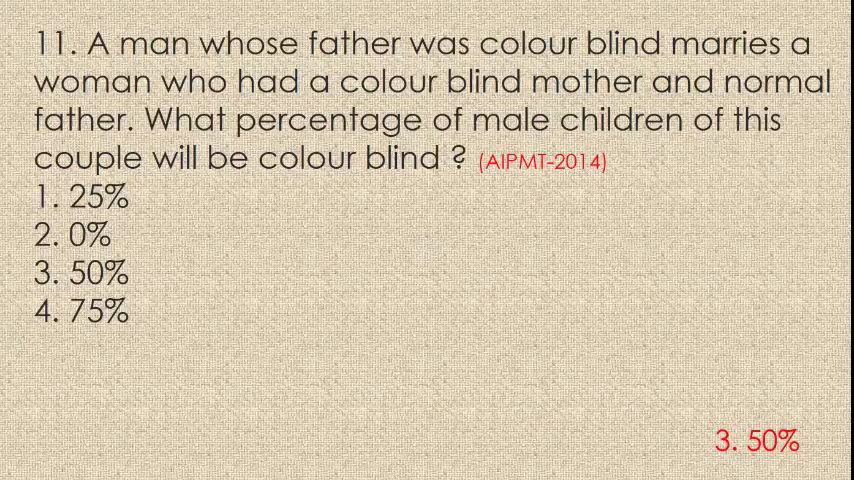 11. A man whose father was colour blind marries a
woman who had a colour blind mother and normal
father. What percentage of male children of this
couple will be colour blind ? (AIPMT-2014)
1. 25%
2. 0%
3. 50%
4. 75%
3. 50%